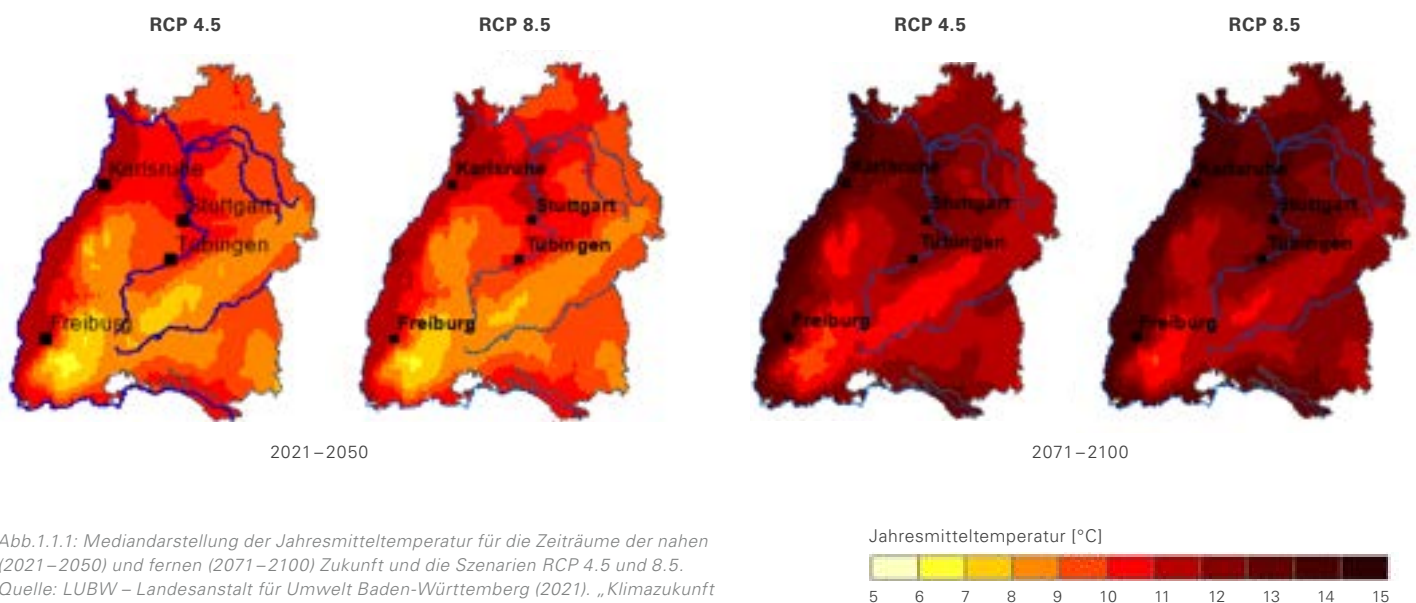 RCP 4.5 RCP 8.5 RCP 4.5 RCP 8.5
Karlsruhe Karlsruhe Karlsruhe Karlsruhe
Stuttgart Stuttgart Stuttgart Stuttgart
Tübingen Tübingen Tübingen Tübingen
Freiburg Freiburg Freiburg Freiburg
2021–2050 2071–2100
Abb.1.1.1: Mediandarstellung der Jahresmitteltemperatur für die Zeiträume der nahen
(2021–2050) und fernen (2071–2100) Zukunft und die Szenarien RCP 4.5 und 8.5.
Quelle: LUBW – Landesanstalt für Umwelt Baden-Württemberg (2021). „Klimazukunft
Jahresmitteltemperatur [°C]
5 6 7 8 9 10 11 12 13 14 15